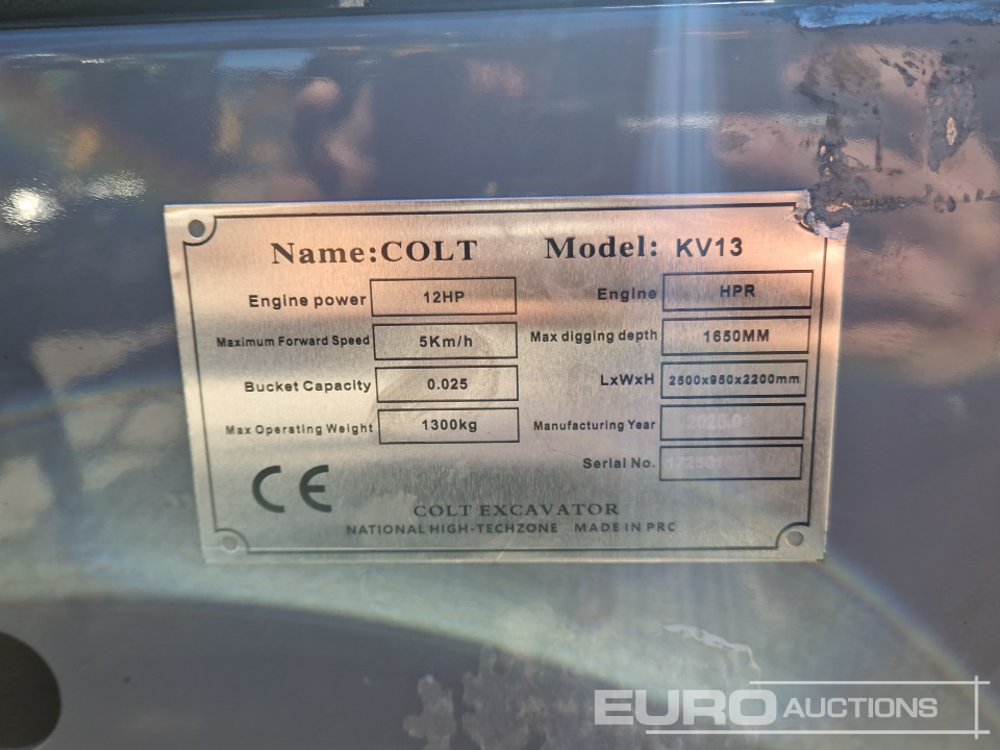 Name:COLT Model: KV13
Engine power 12HP Engine HPR
Maximum Forward Speed 5Km/h Max digging depth 1650MM
Bucket Capacity 0.025 LxWxH 2500x950x2200mm
Max Operating Weight 1300kg Manufacturing Year
Serial No.
CE
COLT EXCAVATOR
NATIONAL HIGH-TECHZONE MADE IN PRC
EURO AUCTIONS